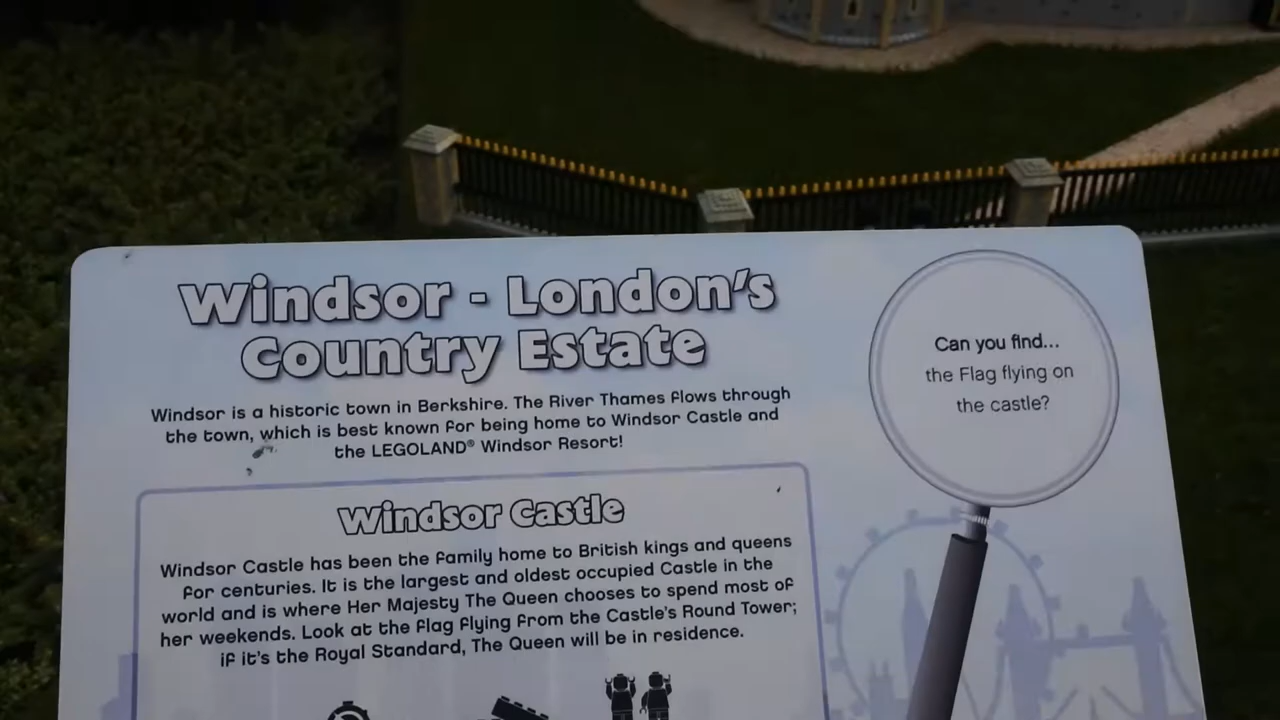 Windsor - London's
Country Estate
Windsor is a historic town in Berkshire. The River Thames flows through
the town, which is best known for being home to Windsor Castle and
the LEGOLAND® Windsor Resort!
Can you find...
the Flag flying on
the castle?
Windsor Castle
Windsor Castle has been the family home to British kings and queens
for centuries. It is the largest and oldest occupied Castle in the
world and is where Her Majesty The Queen chooses to spend most of
her weekends. Look at the flag flying from the Castle's Round Tower;
if it's the Royal Standard, The Queen will be in residence.